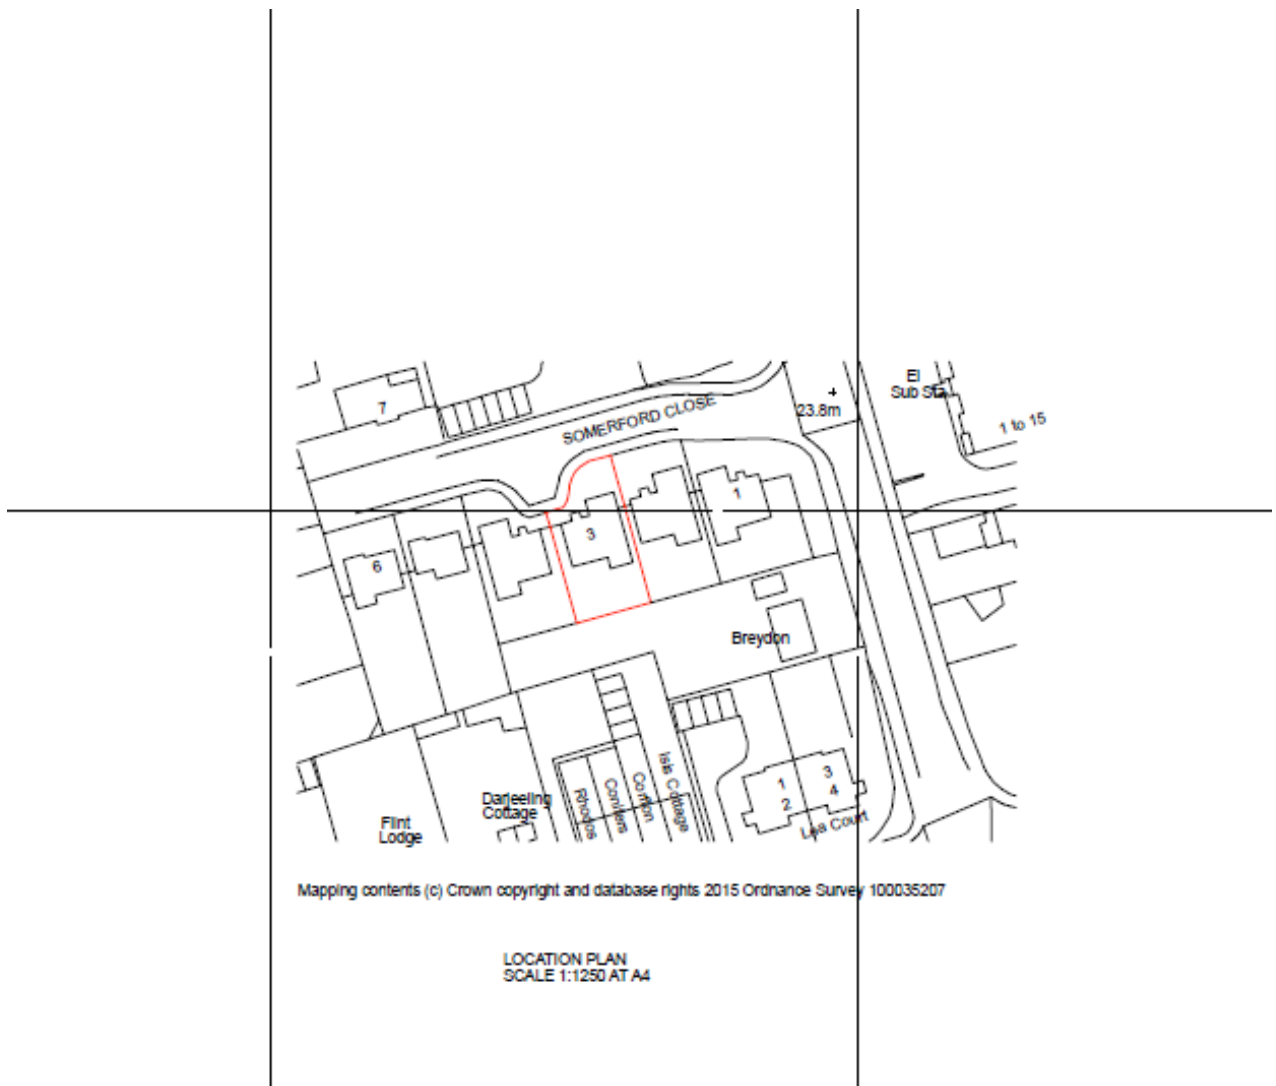 7
SOMERFORD CLOSE
23.8m
El
Sub Sta
1 to 15
1
3
6
Breydon
Isis Cottage
Conifers
Rhodos
1
2
3
4
Lea Court
Darjeeling
Cottage
Flint
Lodge
Mapping contents (c) Crown copyright and database rights 2015 Ordnance Survey 100035207
LOCATION PLAN
SCALE 1:1250 AT A4